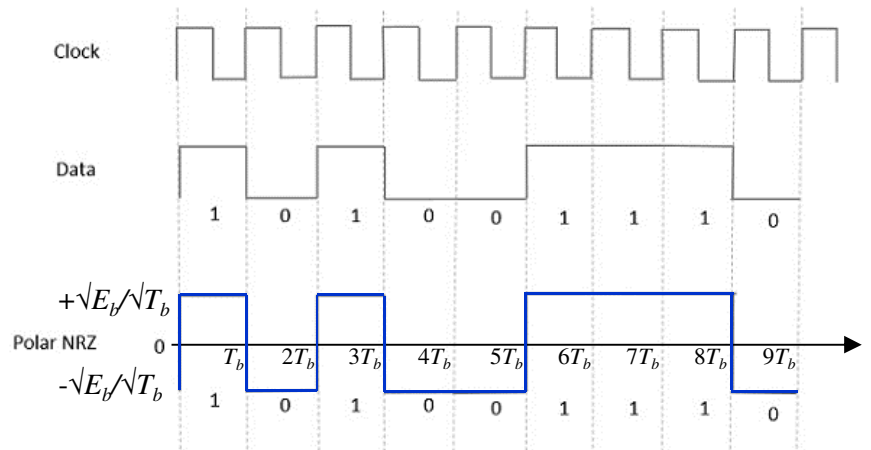 Clock
Data
1 0 1 0 0 1 1 1 0
+√E_b/√T_b
Polar NRZ 0 T_b 2T_b 3T_b 4T_b 5T_b 6T_b 7T_b 8T_b 9T_b
-√E_b/√T_b
1 0 1 0 0 1 1 1 0